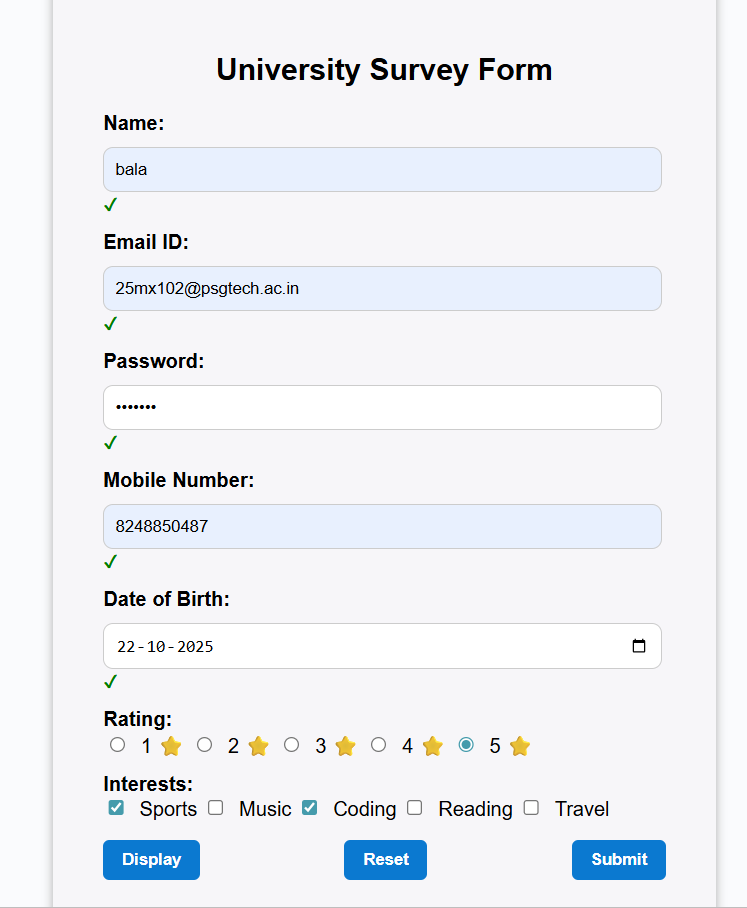 University Survey Form
Name:
bala
✓
Email ID:
25mx102@psgtech.ac.in
✓
Password:
•••••••
✓
Mobile Number:
8248850487
✓
Date of Birth:
22-10-2025
✓
Rating:
1 ⭐ 2 ⭐ 3 ⭐ 4 ⭐ 5 ⭐
Interests:
Sports Music Coding Reading Travel
Display Reset Submit